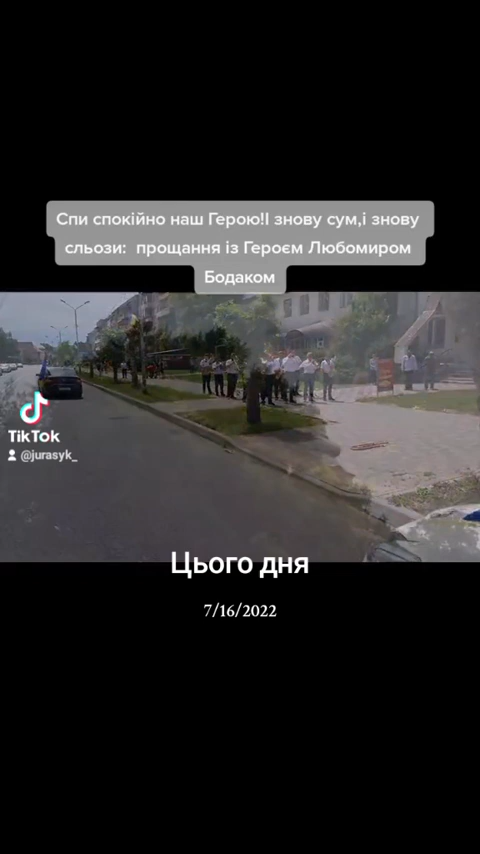 Спи спокійно наш Герою!І знову сум,і знову
сльози:  прощання із Героєм Любомиром
Бодаком
TikTok
@jurasyk_
Цього дня
7/16/2022